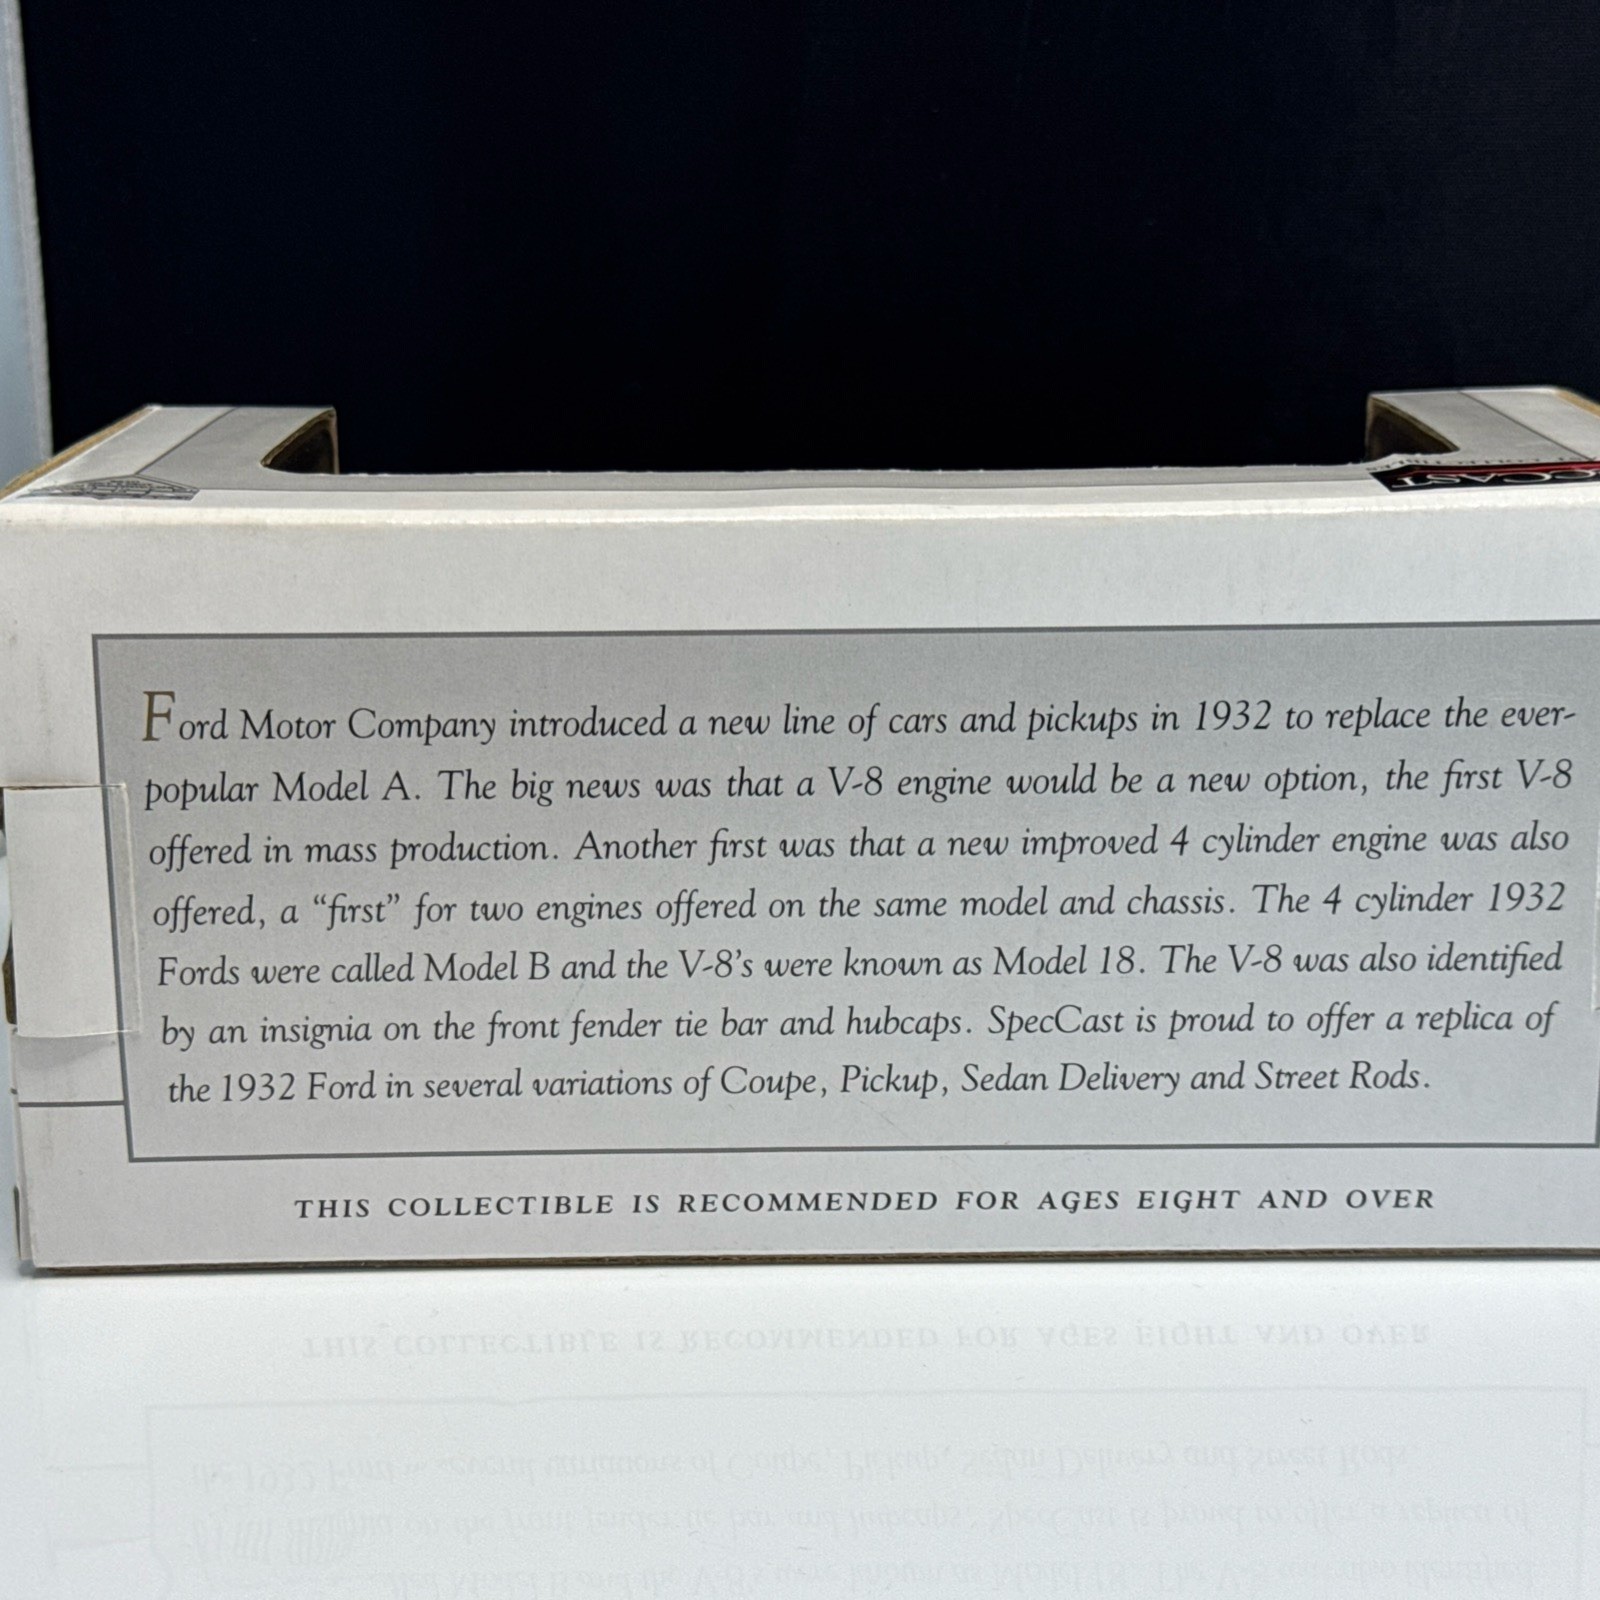 Ford Motor Company introduced a new line of cars and pickups in 1932 to replace the ever-
popular Model A. The big news was that a V-8 engine would be a new option, the first V-8
offered in mass production. Another first was that a new improved 4 cylinder engine was also
offered, a “first” for two engines offered on the same model and chassis. The 4 cylinder 1932
Fords were called Model B and the V-8's were known as Model 18. The V-8 was also identified
by an insignia on the front fender tie bar and hubcaps. SpecCast is proud to offer a replica of
the 1932 Ford in several variations of Coupe, Pickup, Sedan Delivery and Street Rods.
THIS COLLECTIBLE IS RECOMMENDED FOR AGES EIGHT AND OVER